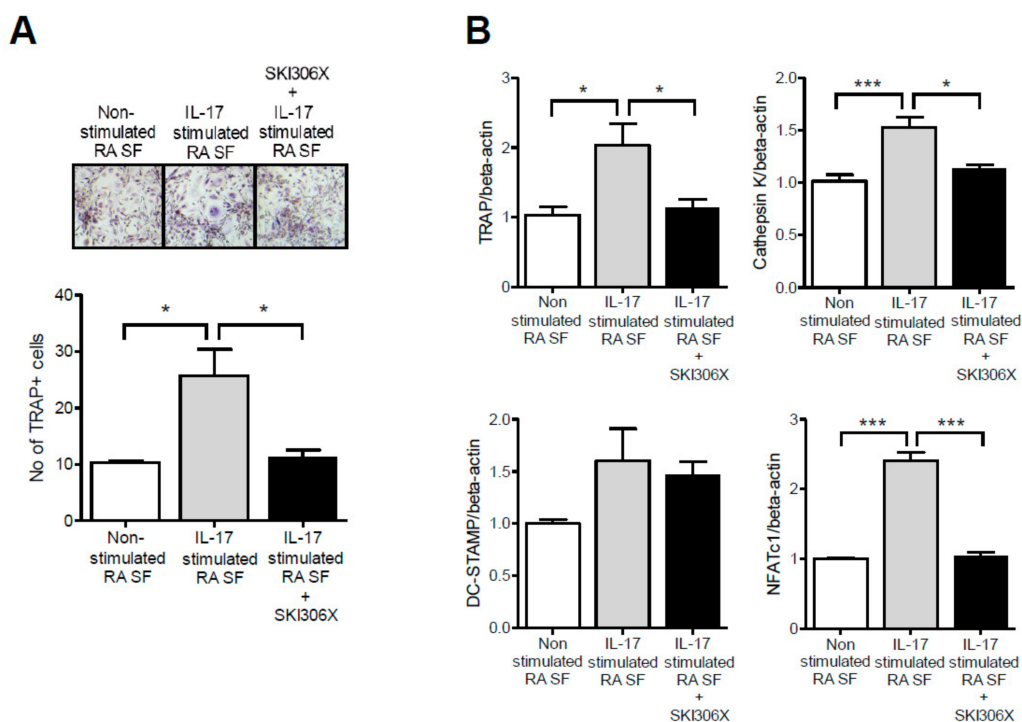 A
Non-
stimulated
RA SF
IL-17
stimulated
RA SF
SKI306X
+
IL-17
stimulated
RA SF
No of TRAP+ cells
40
30
20
10
0
*
*
Non-
stimulated
RA SF
IL-17
stimulated
RA SF
IL-17
stimulated
RA SF
+
SKI306X
B
TRAP/beta-actin
3
2
1
0
*
*
Non
stimulated
RA SF
IL-17
stimulated
RA SF
IL-17
stimulated
RA SF
+
SKI306X
Cathepsin K/beta-actin
2.0
1.5
1.0
0.5
0.0
***
*
Non
stimulated
RA SF
IL-17
stimulated
RA SF
IL-17
stimulated
RA SF
+
SKI306X
DC-STAMP/beta-actin
2.0
1.5
1.0
0.5
0.0
Non
stimulated
RA SF
IL-17
stimulated
RA SF
IL-17
stimulated
RA SF
+
SKI306X
NFATc1/beta-actin
3
2
1
0
***
***
Non
stimulated
RA SF
IL-17
stimulated
RA SF
IL-17
stimulated
RA SF
+
SKI306X